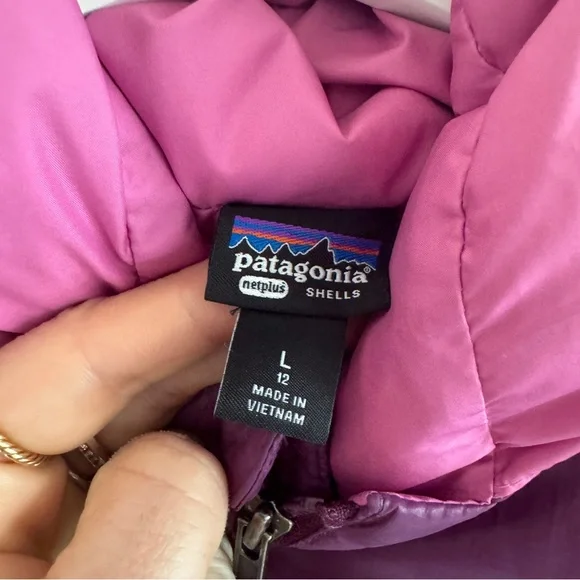 patagonia®
netplus® SHELLS
L
12
MADE IN
VIETNAM